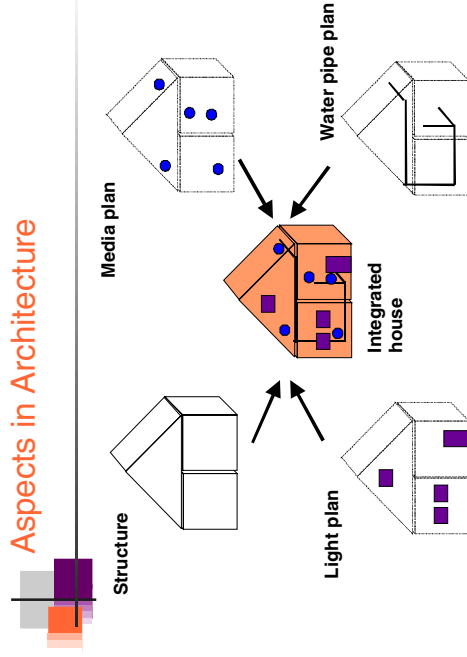 Aspects in Architecture
Structure
Media plan
Integrated
house
Light plan
Water pipe plan